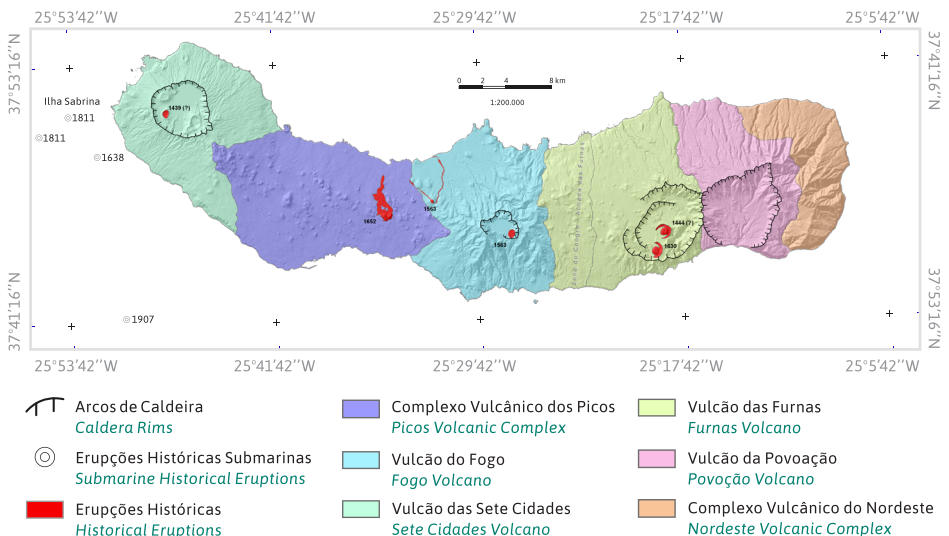 25°53’42’’W 25°41’42’’W 25°29’42’’W 25°17’42’’W 25°5’42’’W
37°53’16’’N
37°41’16’’N
0 2 4 8 km
1:200.000
Ilha Sabrina
1811
1811
1638
1439 (?)
1652
1563
1563
Zona do Congro
1444 (?)
1630
1907
37°41’16’’N
37°53’16’’N
25°53’42’’W 25°41’42’’W 25°29’42’’W 25°17’42’’W 25°5’42’’W
Arcos de Caldeira
Caldera Rims
Erupções Históricas Submarinas
Submarine Historical Eruptions
Erupções Históricas
Historical Eruptions
Complexo Vulcânico dos Picos
Picos Volcanic Complex
Vulcão do Fogo
Fogo Volcano
Vulcão das Sete Cidades
Sete Cidades Volcano
Vulcão das Furnas
Furnas Volcano
Vulcão da Povoação
Povoção Volcano
Complexo Vulcânico do Nordeste
Nordeste Volcanic Complex